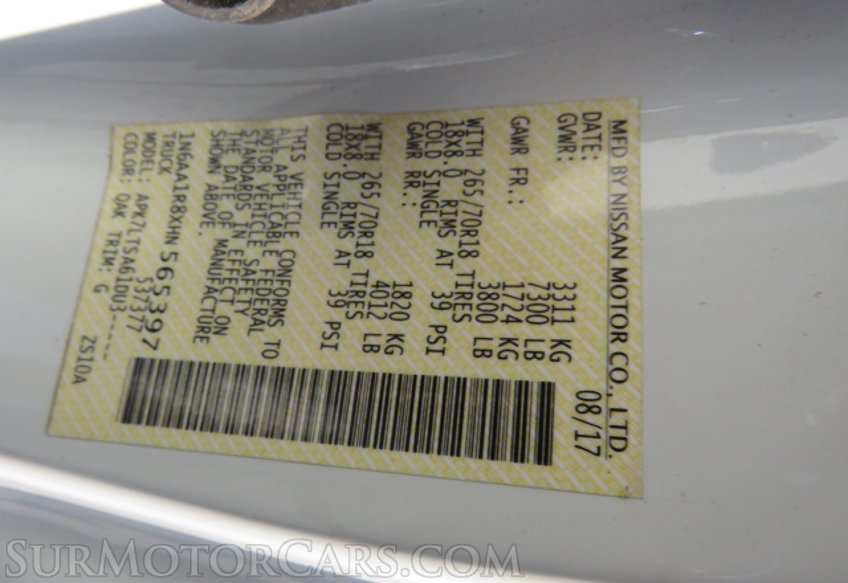 MFD BY NISSAN MOTOR CO., LTD.
DATE: 08/17
GVWR: 3311 KG
7300 LB
GAWR FR.: 1724 KG
3800 LB
WITH 265/70R18 TIRES
18X8.0 RIMS AT
COLD SINGLE 39 PSI
GAWR RR.: 1820 KG
4012 LB
WITH 265/70R18 TIRES
18X8.0 RIMS AT
COLD SINGLE 39 PSI
THIS VEHICLE CONFORMS TO
ALL APPLICABLE FEDERAL
MOTOR VEHICLE SAFETY
STANDARDS IN EFFECT ON
THE DATE OF MANUFACTURE
SHOWN ABOVE.
1N6AA1R8XHN565397
TRUCK 537377
MODEL: APK7LTSA61DU3-----
COLOR: QAK TRIM: G ZS10A
SURMOTORCARS.COM